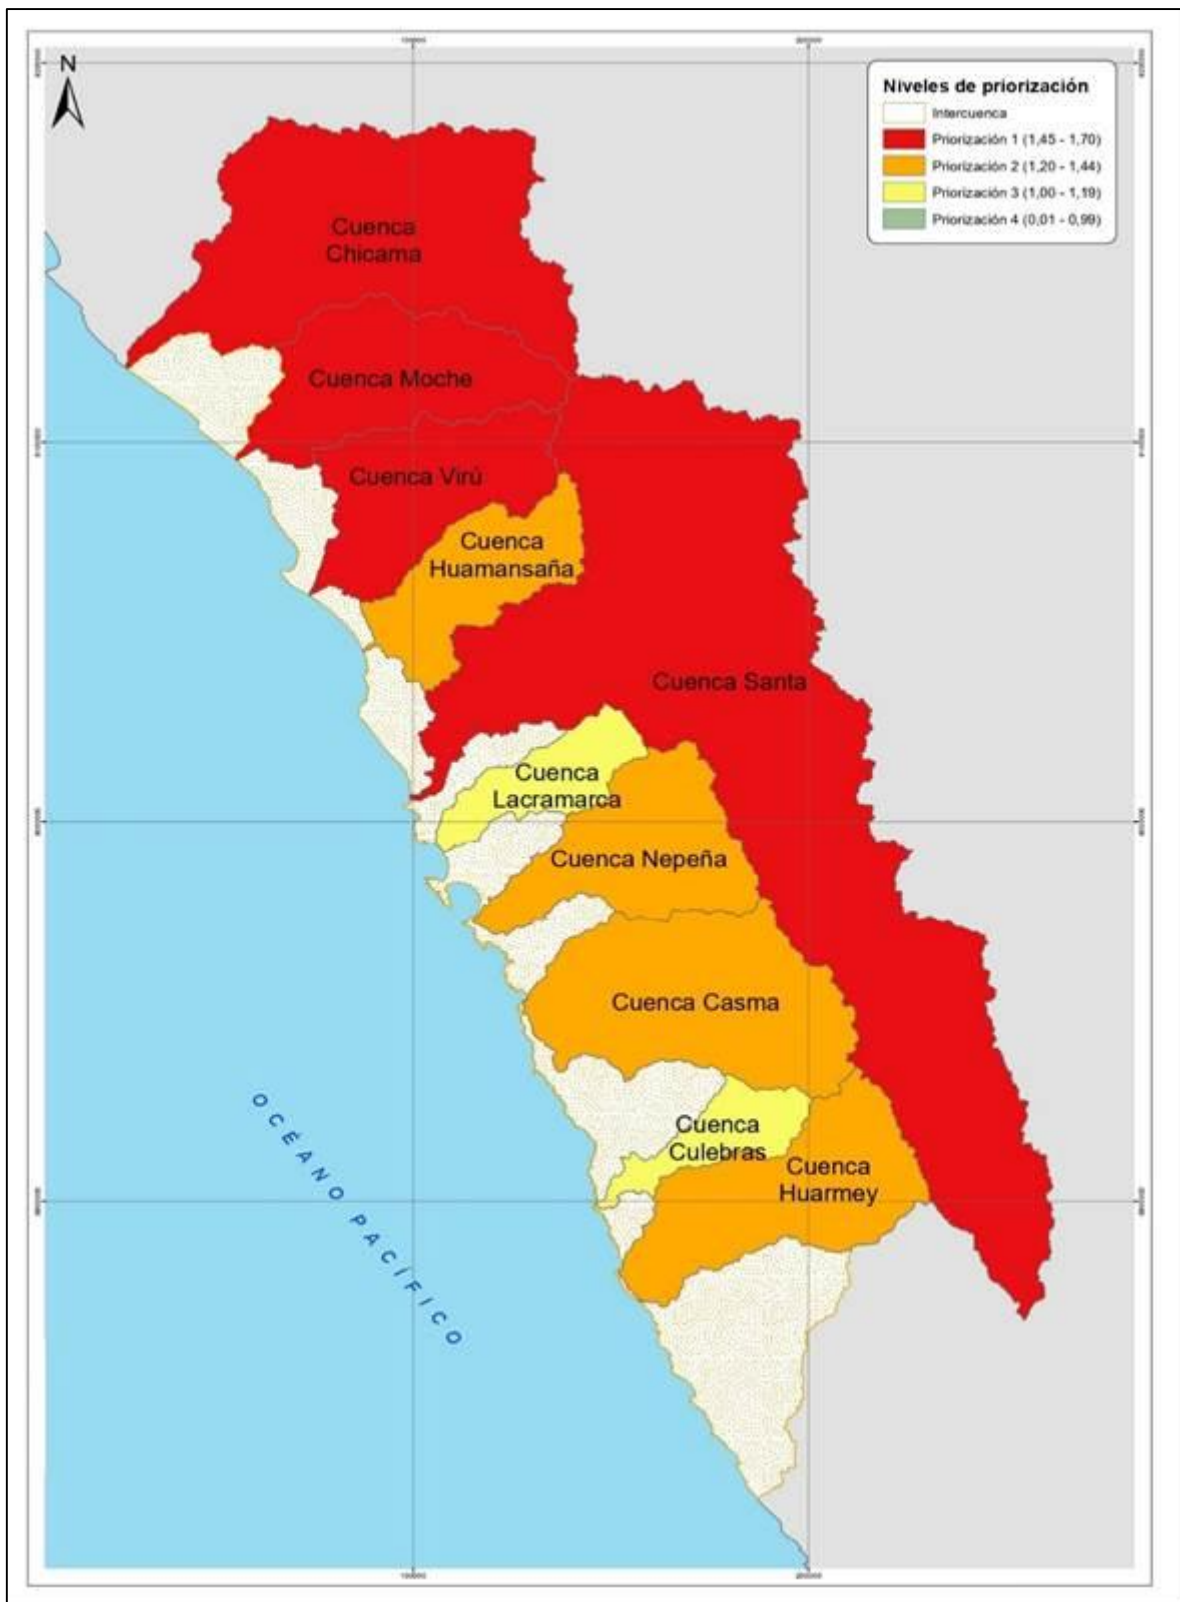 N
Niveles de priorización
Intercuenca
Priorización 1 (1,45 - 1,70)
Priorización 2 (1,20 - 1,44)
Priorización 3 (1,00 - 1,19)
Priorización 4 (0,01 - 0,99)
Cuenca
Chicama
Cuenca Moche
Cuenca Virú
Cuenca
Huamansaña
Cuenca Santa
Cuenca
Lacramarca
Cuenca Nepeña
Cuenca Casma
Cuenca
Culebras
Cuenca
Huarmey
OCÉANO PACÍFICO